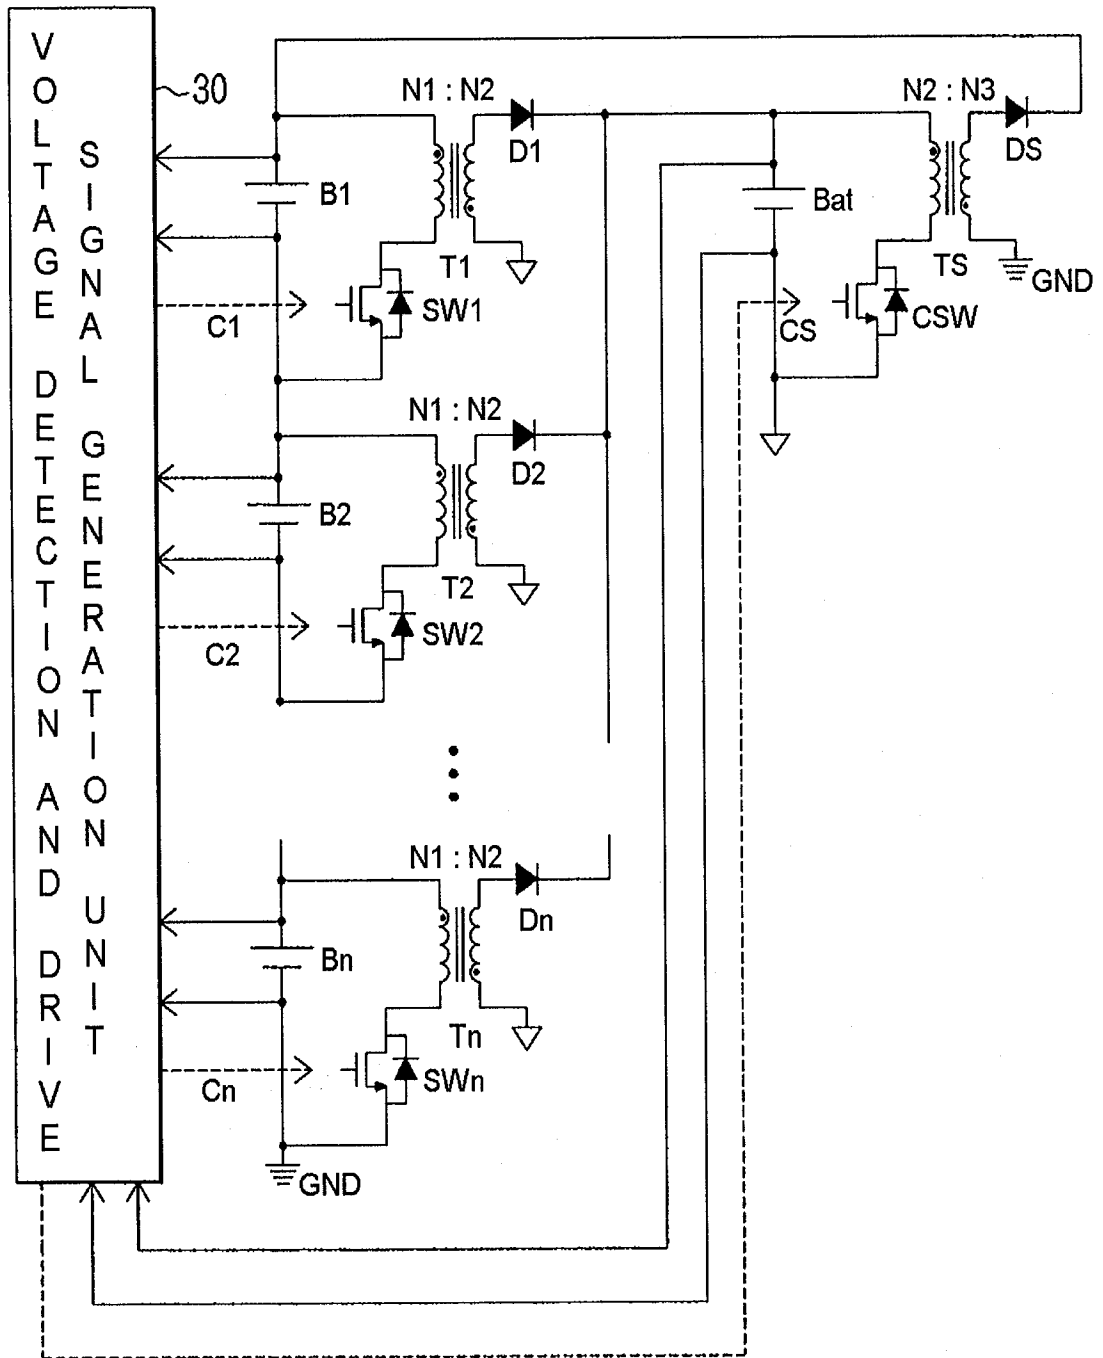 VOLTAGE DETECTION AND DRIVE
SIGNAL GENERATION UNIT
30
N1 : N2
D1
N2 : N3
DS
B1
Bat
T1
TS
GND
C1
SW1
CS
CSW
N1 : N2
D2
B2
T2
C2
SW2
N1 : N2
Dn
Bn
Tn
Cn
SWn
GND